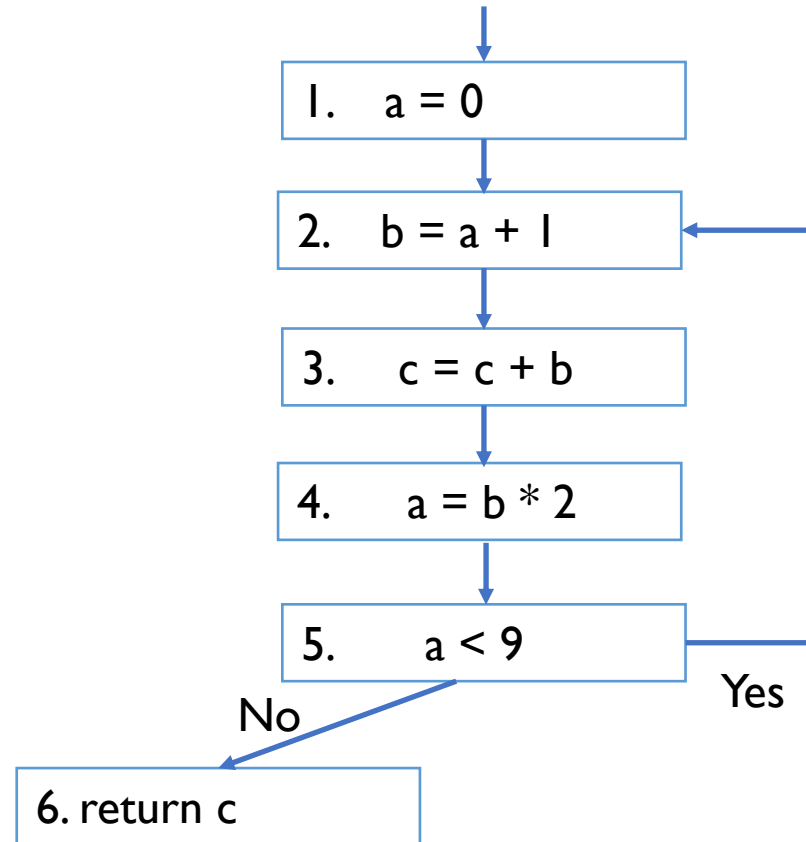 1. a = 0
2. b = a + 1
3. c = c + b
4. a = b * 2
5. a < 9
Yes
No
6. return c